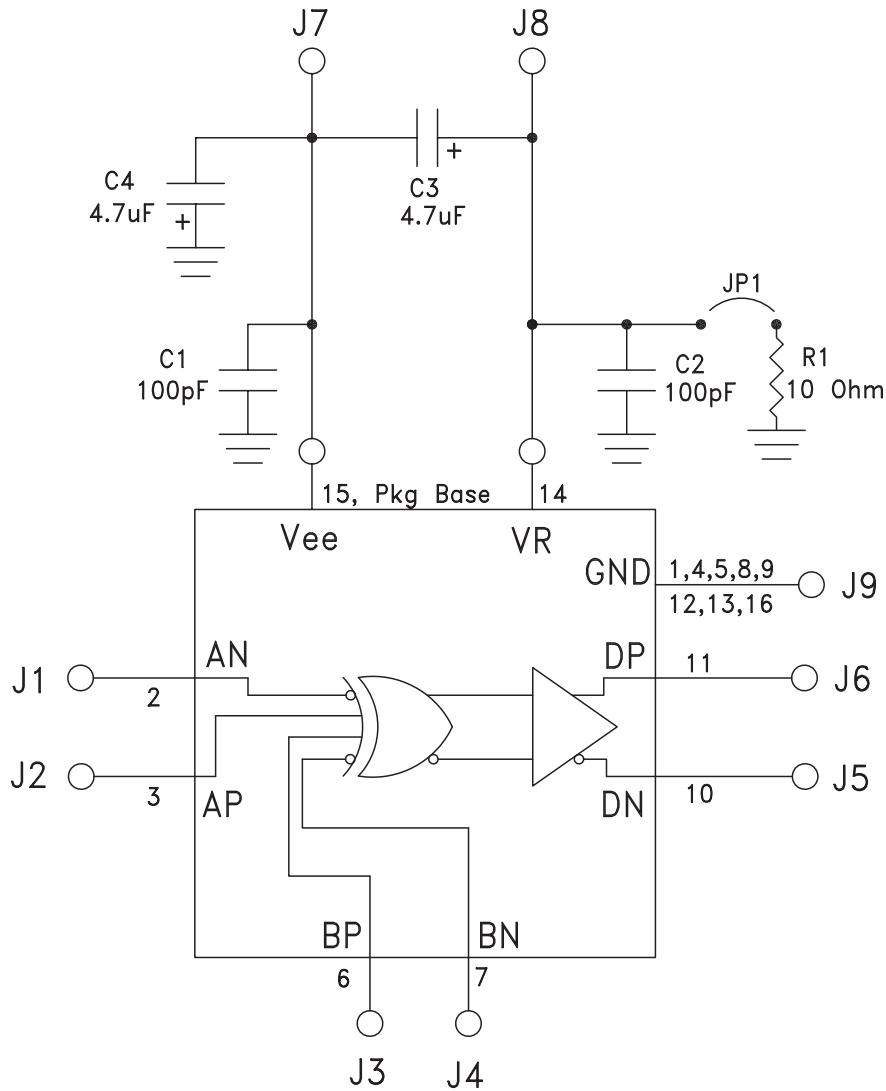 J7
J8
C4
4.7uF
+
+
C3
4.7uF
JP1
C1
100pF
C2
100pF
R1
10 Ohm
15, Pkg Base
14
Vee
VR
GND
1,4,5,8,9
12,13,16
J9
J1
2
AN
DP
11
J6
J2
3
AP
DN
10
J5
BP
BN
6
7
J3
J4